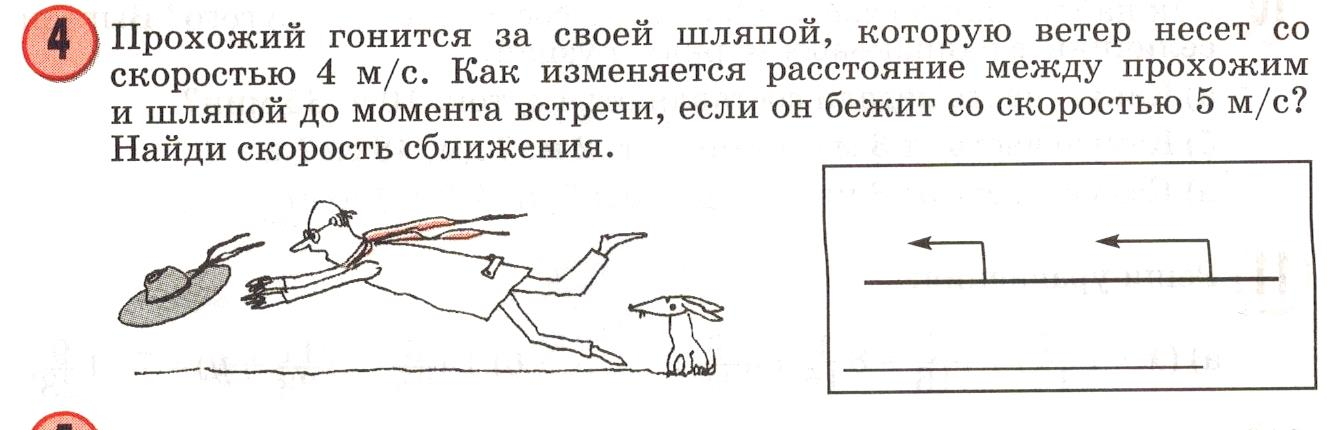 4 Прохожий гонится за своей шляпой, которую ветер несет со
скоростью 4 м/с. Как изменяется расстояние между прохожим
и шляпой до момента встречи, если он бежит со скоростью 5 м/с?
Найди скорость сближения.